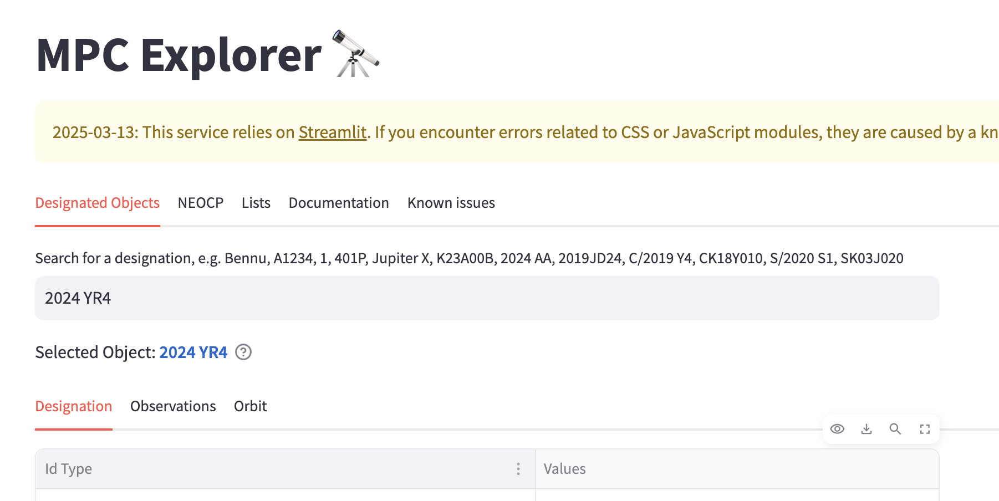 MPC Explorer
2025-03-13: This service relies on Streamlit. If you encounter errors related to CSS or JavaScript modules, they are caused by a kn
Designated Objects NEOCP Lists Documentation Known issues
Search for a designation, e.g. Bennu, A1234, 1, 401P, Jupiter X, K23A00B, 2024 AA, 2019JD24, C/2019 Y4, CK18Y010, S/2020 S1, SK03J020
2024 YR4
Selected Object: 2024 YR4
Designation Observations Orbit
Id Type Values